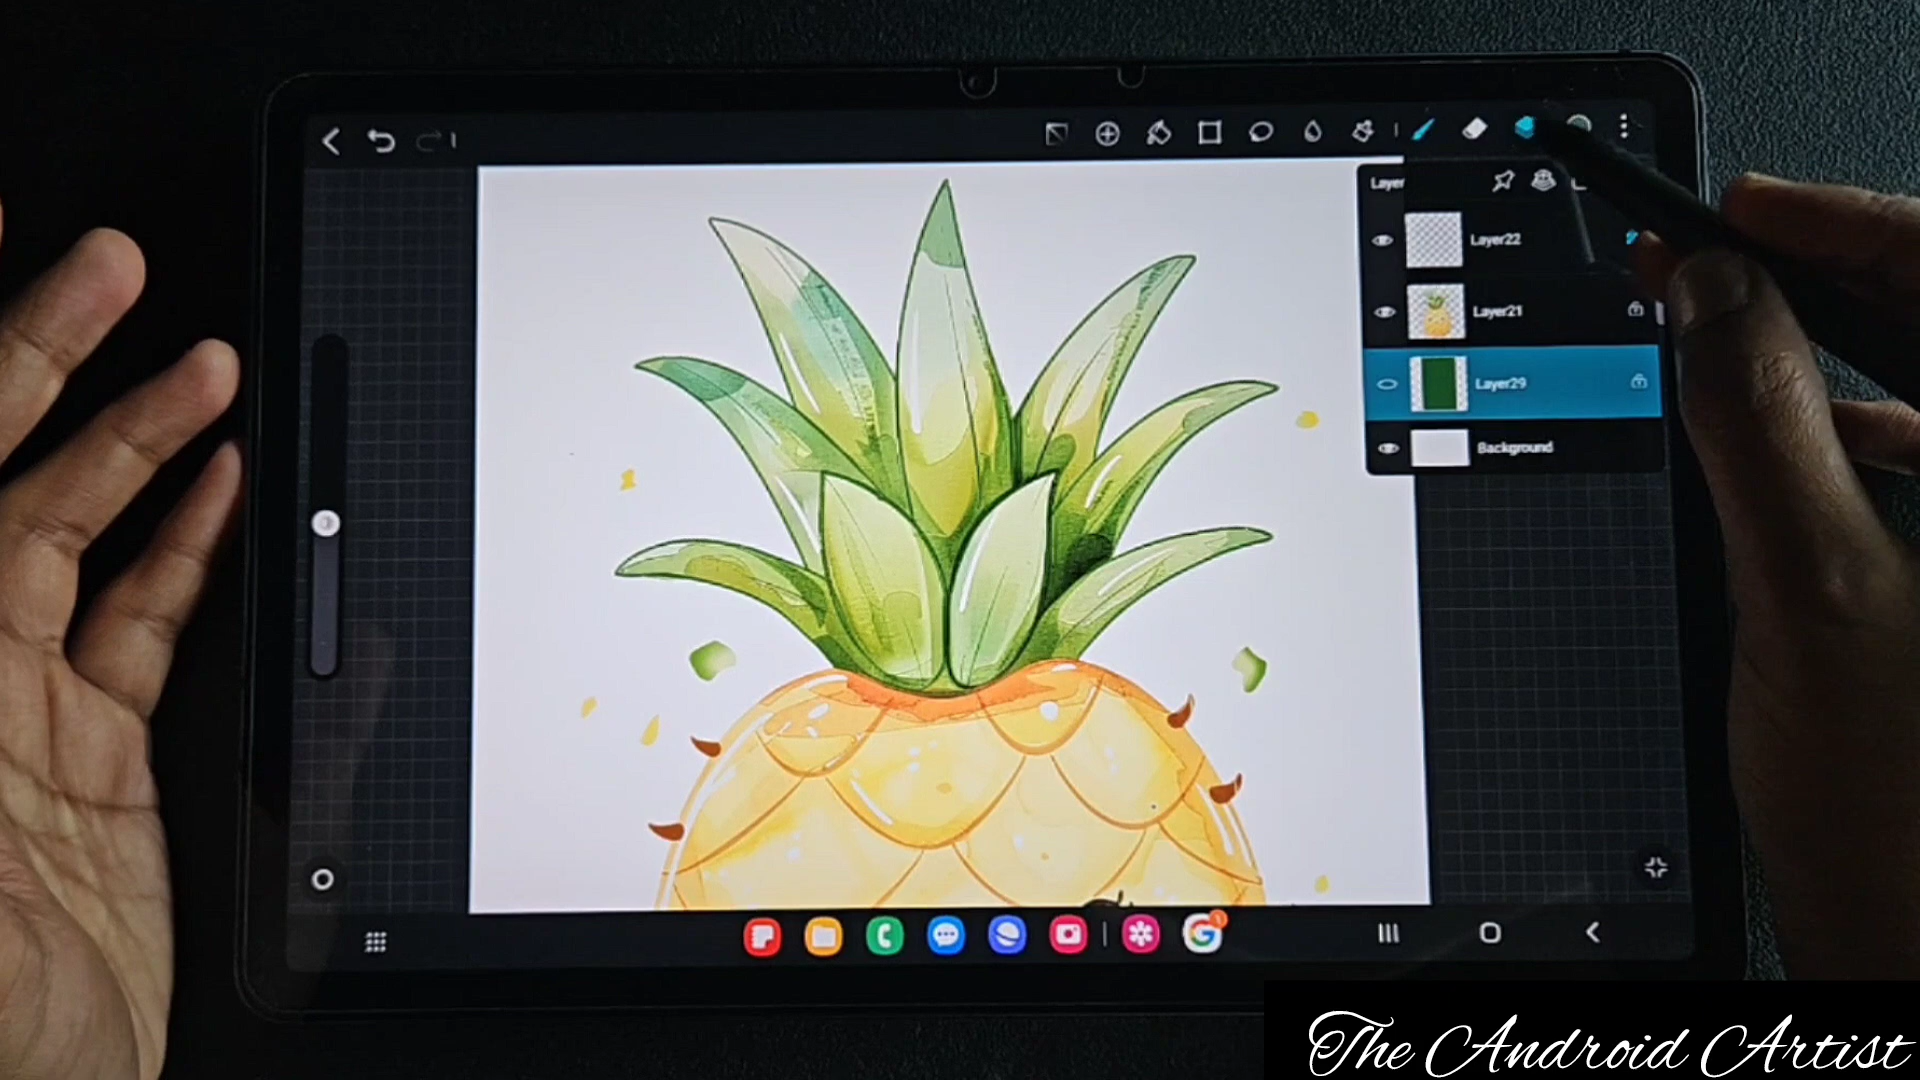 Layer
Layer22
Layer21
Layer29
Background
The Android Artist